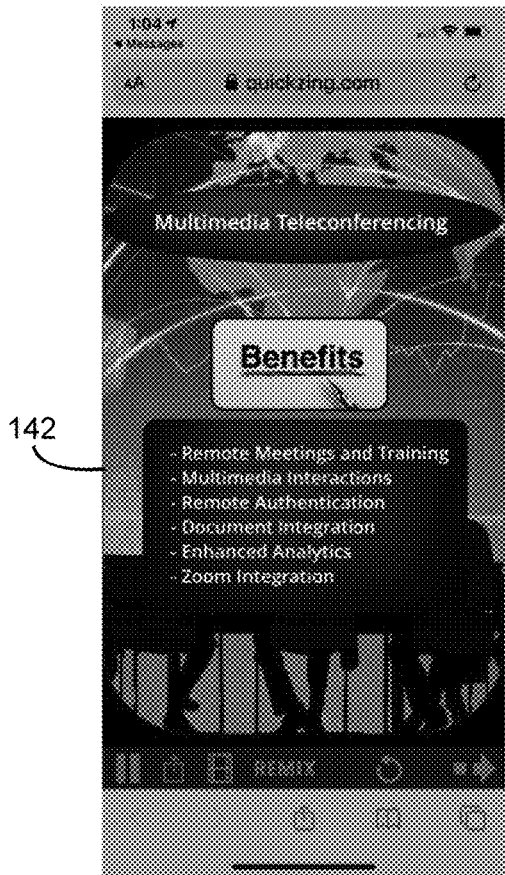 1:04
Messages
AA
quickzing.com
Multimedia Teleconferencing
Benefits
142
- Remote Meetings and Training
- Multimedia Interactions
- Remote Authentication
- Document Integration
- Enhanced Analytics
- Zoom Integration
REMIX